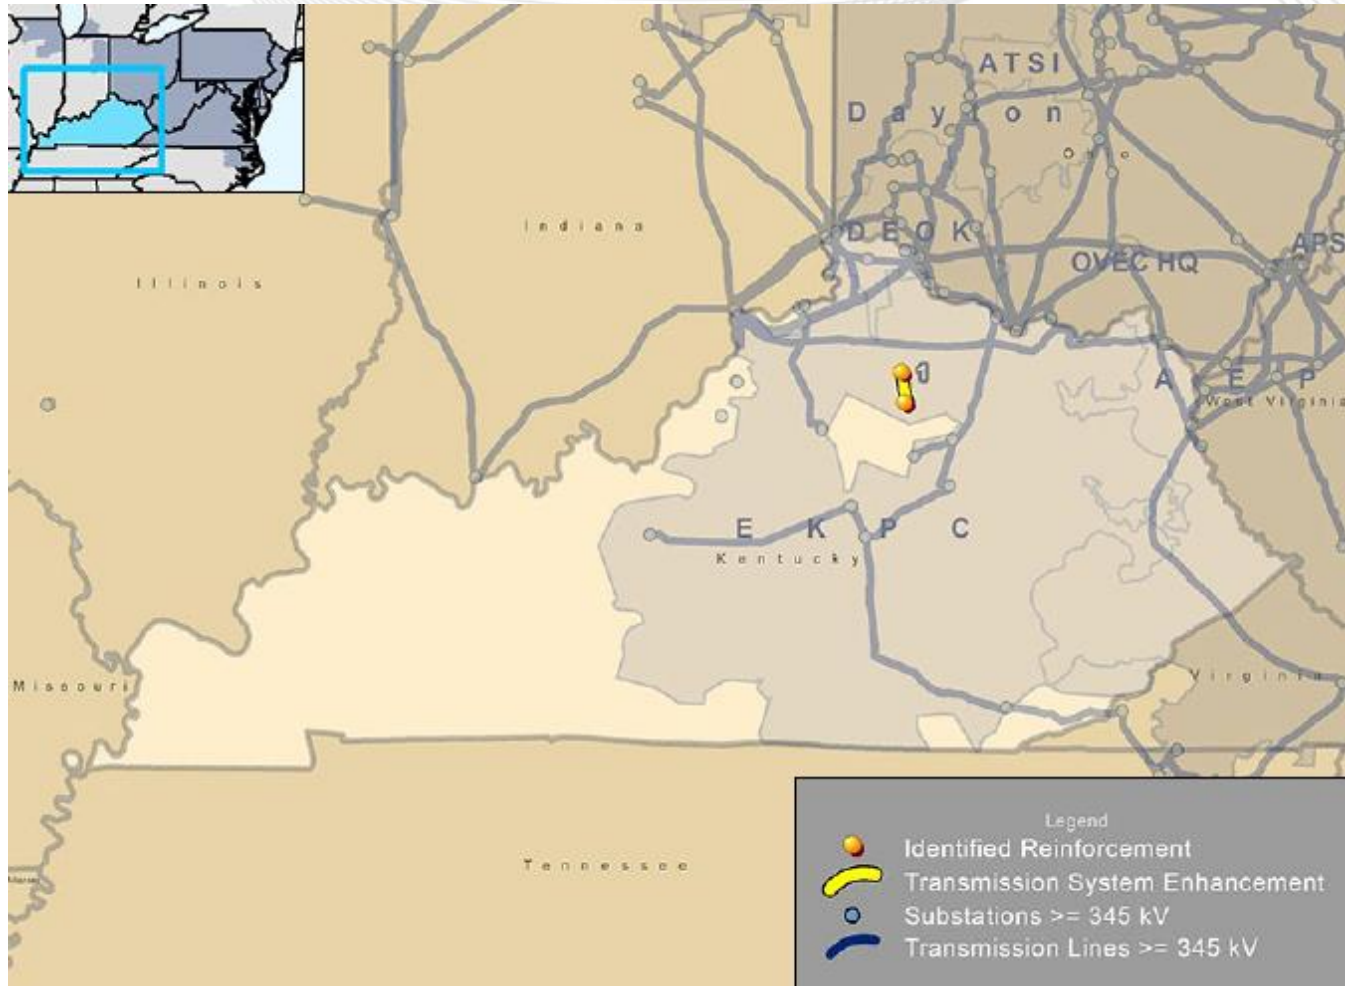 ATSI
Dayton
Ohio
Indiana
DEOK
APS
OVEC HQ
Illinois
1
AEP
West Virginia
EKPC
Kentucky
Missouri
Virginia
Tennessee
Legend
Identified Reinforcement
Transmission System Enhancement
Substations >= 345 kV
Transmission Lines >= 345 kV